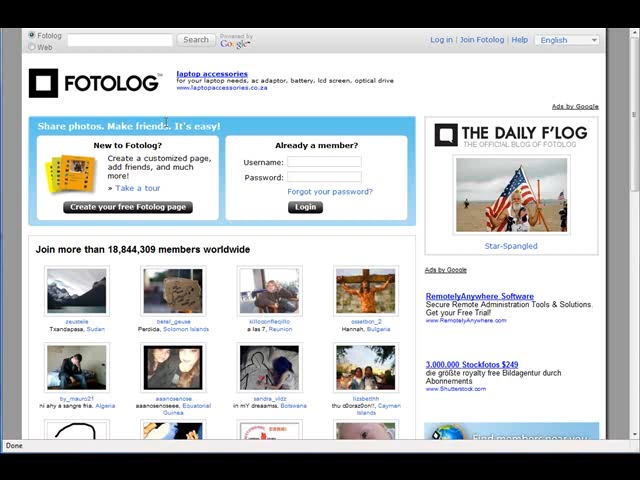 Fotolog
Web
Search
Powered by
Google
Log in | Join Fotolog | Help
English
FOTOLOG
laptop accessories
for your laptop needs, ac adaptor, battery, lcd screen, optical drive
www.laptopaccessories.co.za
Ads by Google
Share photos. Make friends. It's easy!
New to Fotolog?
Create a customized page,
add friends, and much
more!
» Take a tour
Create your free Fotolog page
Already a member?
Username:
Password:
Forgot your password?
Login
THE DAILY F'LOG
THE OFFICIAL BLOG OF FOTOLOG
Star-Spangled
Join more than 18,844,309 members worldwide
zeustelle
Txandapasa, Sudan
Perdida, Solomon Islands
killoconfleqillo
a las 7, Reunion
ossetbon_2
Hannah, Bulgaria
by_mauro21
hi ahy a sangre fria. Algeria
aaanosenose
aaanosenoseee, Equatorial
Guinea
sandra_vldz
in mY dreaamss, Botswana
lizsbethh
thu z0oraz0on!!, Cayman
Islands
Ads by Google
RemotelyAnywhere Software
Secure Remote Administration Tools & Solutions.
Get your Free Trial!
www.RemotelyAnywhere.com
3.000.000 Stockfotos $249
die größte royalty free Bildagentur durch
Abonnements
www.Shutterstock.com
Find members near you
Done